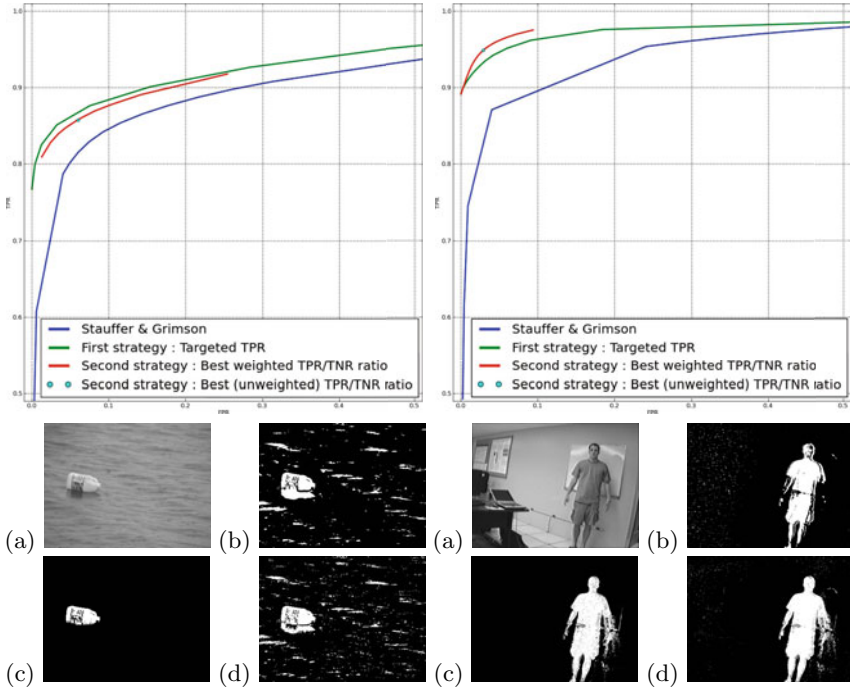 1.0
0.9
0.8
TPR
0.7
0.6
0.5
0.0 0.1 0.2 0.3 0.4 0.5
Stauffer & Grimson
First strategy : Targeted TPR
Second strategy : Best weighted TPR/TNR ratio
Second strategy : Best (unweighted) TPR/TNR ratio
1.0
0.9
0.8
TPR
0.7
0.6
0.5
0.0 0.1 0.2 0.3 0.4 0.5
Stauffer & Grimson
First strategy : Targeted TPR
Second strategy : Best weighted TPR/TNR ratio
Second strategy : Best (unweighted) TPR/TNR ratio
(a) (b) (a) (b)
(c) (d) (c) (d)